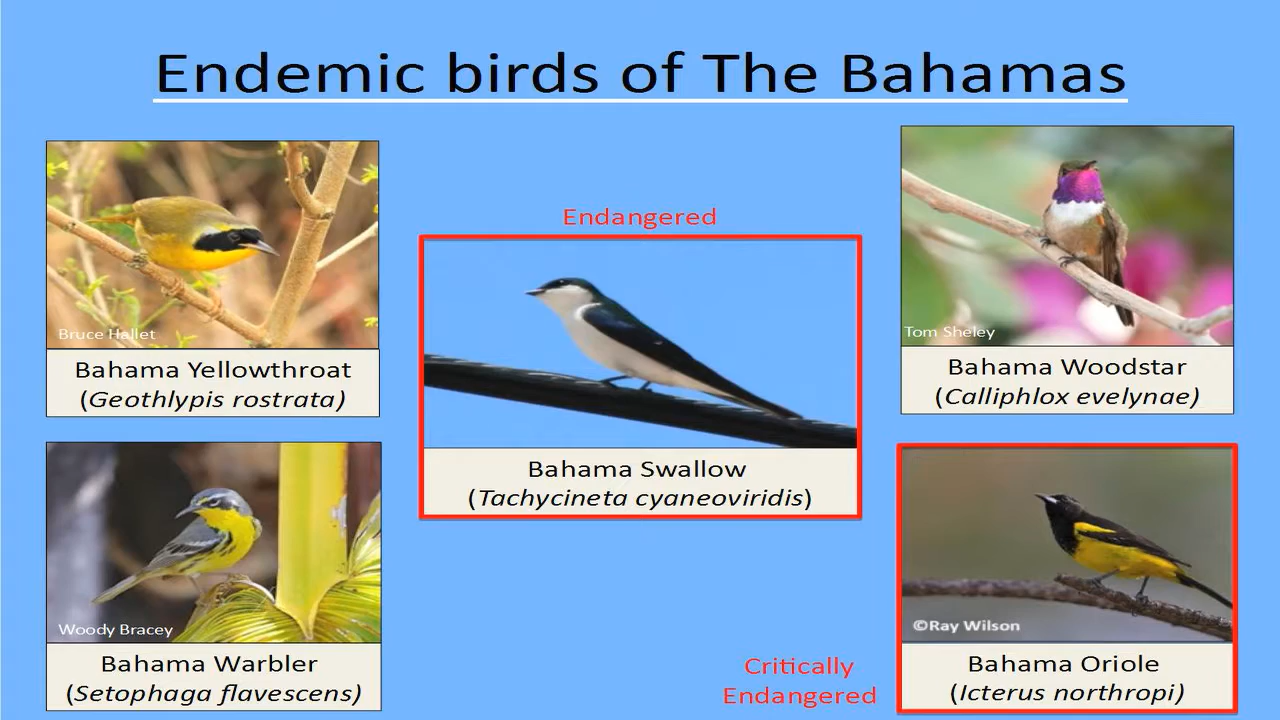 Endemic birds of The Bahamas
Bruce Hallet
Bahama Yellowthroat
(Geothlypis rostrata)
Endangered
Bahama Swallow
(Tachycineta cyaneoviridis)
Tom Sheley
Bahama Woodstar
(Calliphlox evelynae)
Woody Bracey
Bahama Warbler
(Setophaga flavescens)
Critically
Endangered
©Ray Wilson
Bahama Oriole
(Icterus northropi)